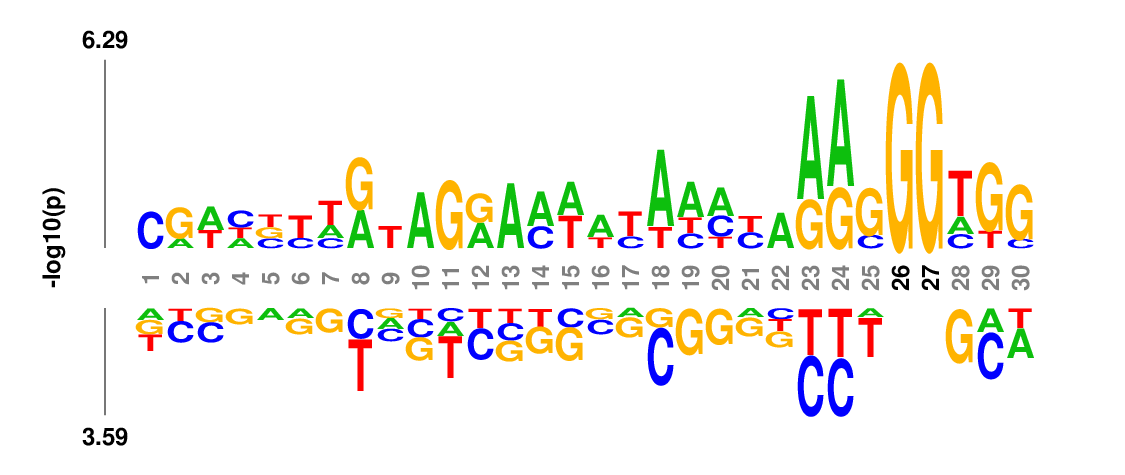 6.29
-log10(p)
1 2 3 4 5 6 7 8 9 10 11 12 13 14 15 16 17 18 19 20 21 22 23 24 25 26 27 28 29 30
3.59
C G A A T C T A T G C T C T A C T G A T A G A G A A A C A T A T T C A T A T C A C T T C A A G A G G C G G T A C G T G C
A G T T C G C G A A G G C T G A C T C G C A T T C T C G T G C G G C A G G C G G A G C T G T C T C A T G A C T A